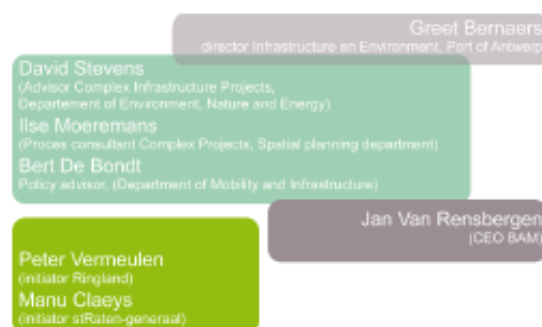 Greet Bernaers
director Infrastructure en Environment, Port of Antwerp
David Stevens
(Advisor Complex Infrastructure Projects,
Departement of Environment, Nature and Energy)
Ilse Moeremans
(Proces consultant Complex Projects, Spatial planning department)
Bert De Bondt
Policy advisor, (Department of Mobility and Infrastructure)
Jan Van Rensbergen
(CEO BAM)
Peter Vermeulen
(initiator Ringland)
Manu Claeys
(initiator stRaten-generaal)